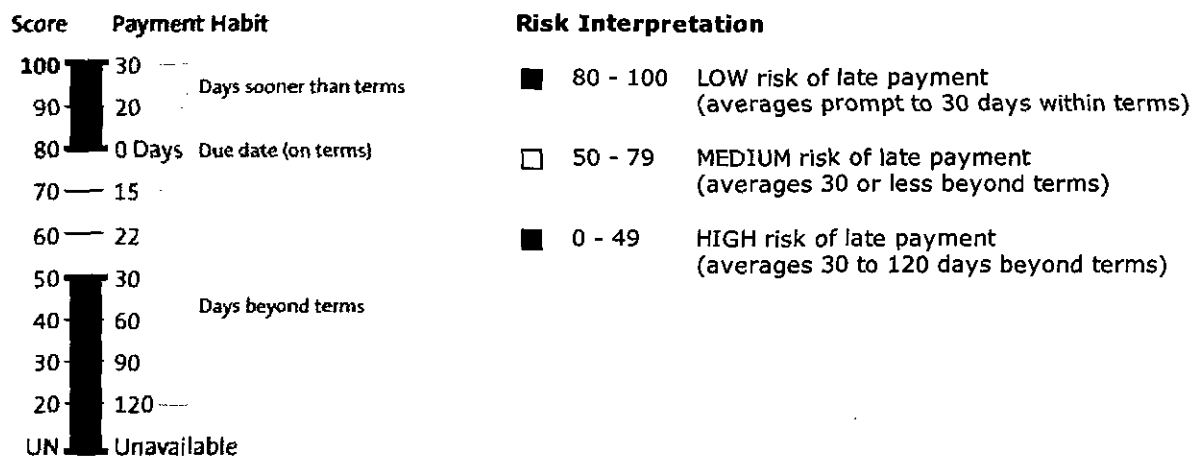 Score Payment Habit
100 30
Days sooner than terms
90 20
80 0 Days Due date (on terms)
70 15
60 22
50 30
Days beyond terms
40 60
30 90
20 120
UN Unavailable
Risk Interpretation
80 - 100 LOW risk of late payment
(averages prompt to 30 days within terms)
50 - 79 MEDIUM risk of late payment
(averages 30 or less beyond terms)
0 - 49 HIGH risk of late payment
(averages 30 to 120 days beyond terms)